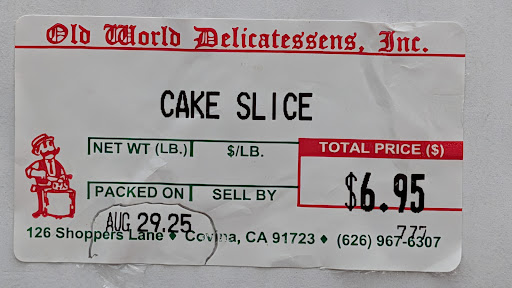 Old World Delicatessens, Inc.
CAKE SLICE
NET WT (LB.) $/LB. TOTAL PRICE ($)
$6.95
PACKED ON SELL BY
AUG 29.25
777
126 Shoppers Lane ♦ Covina, CA 91723 ♦ (626) 967-6307